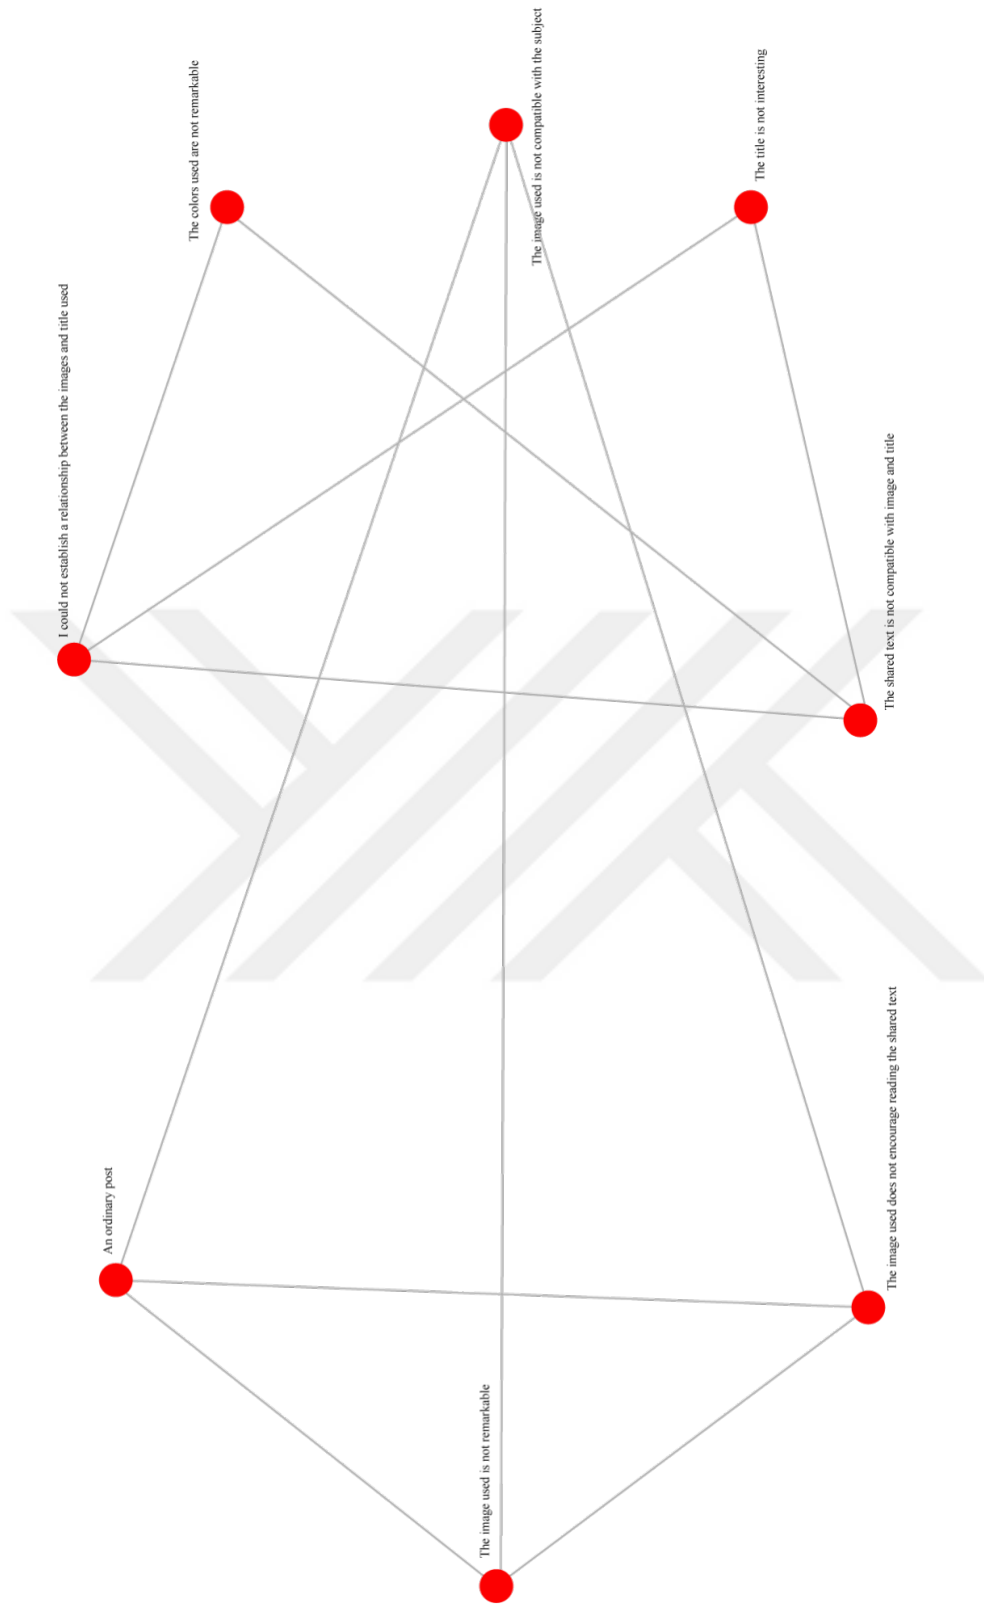 I could not establish a relationship between the images and title used
An ordinary post
The colors used are not remarkable
The image used is not remarkable
The image used is not compatible with the subject
The title is not interesting
The shared text is not compatible with image and title
The image used does not encourage reading the shared text